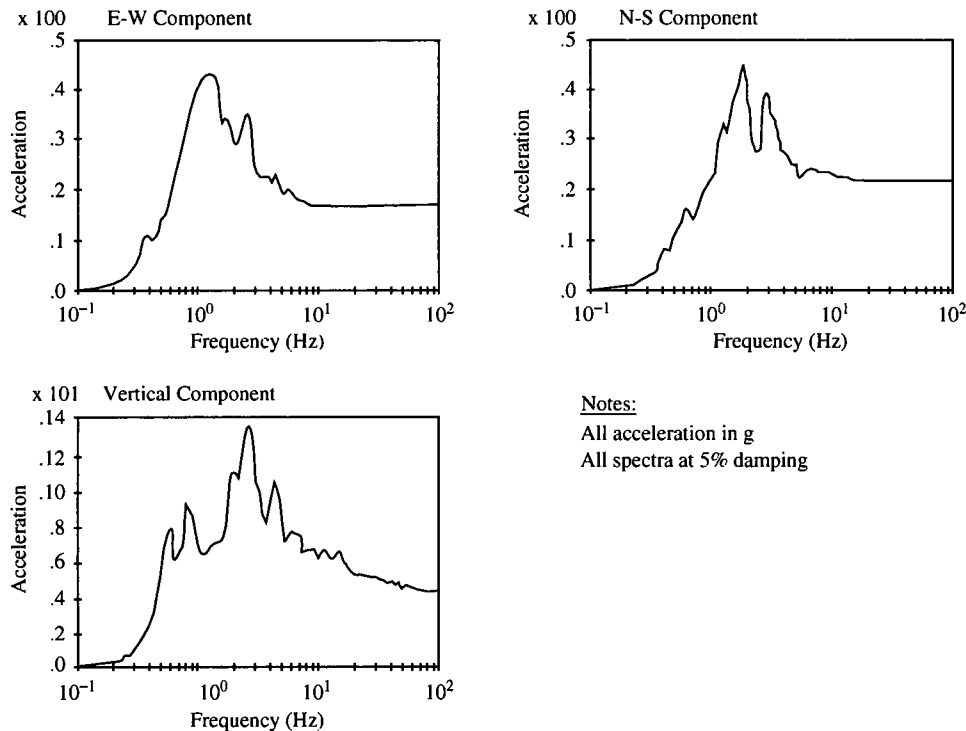 x 100 E-W Component
.5
.4
.3
.2
.1
.0
Acceleration
10⁻¹ 10⁰ 10¹ 10²
Frequency (Hz)
x 100 N-S Component
.5
.4
.3
.2
.1
.0
Acceleration
10⁻¹ 10⁰ 10¹ 10²
Frequency (Hz)
x 101 Vertical Component
.14
.12
.10
.8
.6
.4
.2
.0
Acceleration
10⁻¹ 10⁰ 10¹ 10²
Frequency (Hz)
Notes:
All acceleration in g
All spectra at 5% damping